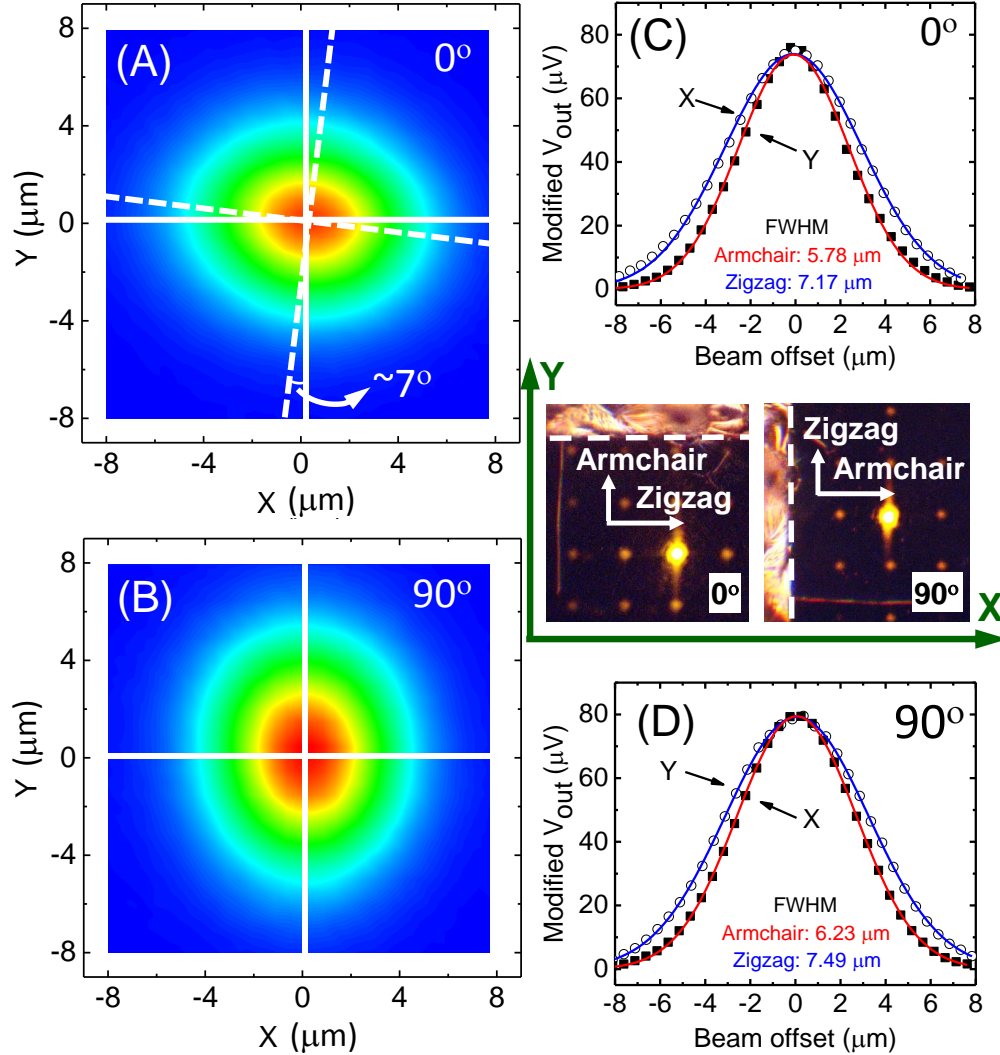 (A) 0°
8
4
0
-4
-8
Y (μm)
~7°
-8 -4 0 4 8
X (μm)
(B) 90°
8
4
0
-4
-8
Y (μm)
-8 -4 0 4 8
X (μm)
(C) 0°
80
60
40
20
0
Modified Vout (μV)
X
Y
FWHM
Armchair: 5.78 μm
Zigzag: 7.17 μm
-8 -6 -4 -2 0 2 4 6 8
Beam offset (μm)
Y
Armchair
Zigzag
0°
Zigzag
Armchair
90°
X
(D) 90°
80
60
40
20
0
Modified Vout (μV)
Y
X
FWHM
Armchair: 6.23 μm
Zigzag: 7.49 μm
-8 -6 -4 -2 0 2 4 6 8
Beam offset (μm)